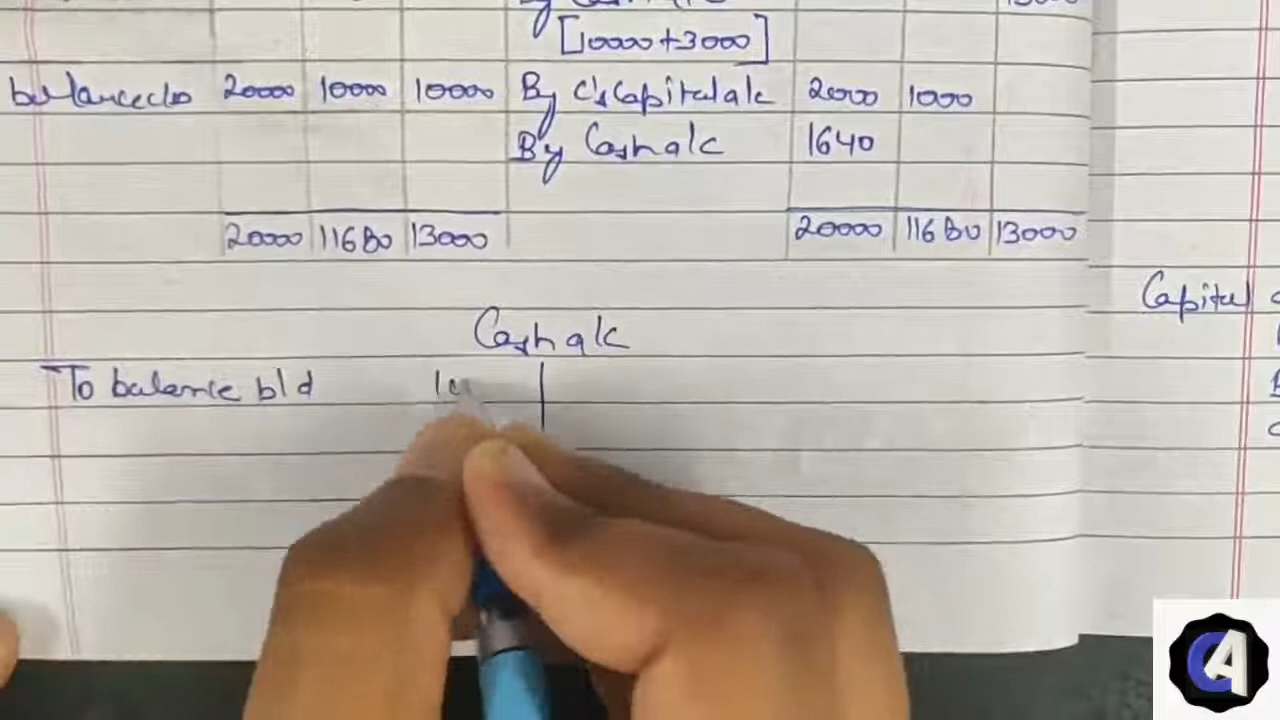 [10000+3000]
balance c/o 20000 10000 10000 By C's Capital a/c 2000 1000
By Cash a/c 1640
20000 11680 13000 20000 11680 13000
Capital
Cash a/c
To balance b/d
CA